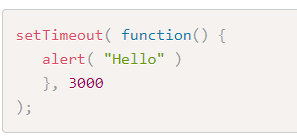 setTimeout( function() {
   alert( "Hello" )
   }, 3000
);